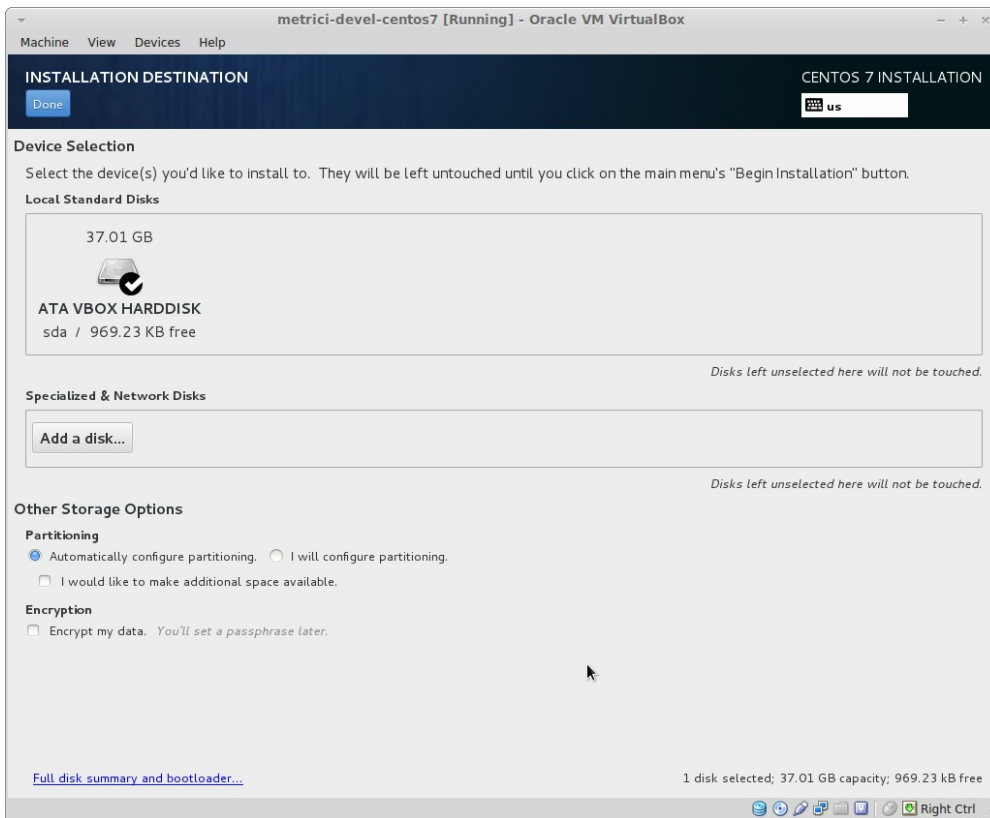 metrici-devel-centos7 [Running] - Oracle VM VirtualBox
Machine View Devices Help
INSTALLATION DESTINATION
CENTOS 7 INSTALLATION
Done
us
Device Selection
Select the device(s) you'd like to install to. They will be left untouched until you click on the main menu's "Begin Installation" button.
Local Standard Disks
37.01 GB
ATA VBOX HARDDISK
sda / 969.23 KB free
Disks left unselected here will not be touched.
Specialized & Network Disks
Add a disk...
Disks left unselected here will not be touched.
Other Storage Options
Partitioning
Automatically configure partitioning. I will configure partitioning.
I would like to make additional space available.
Encryption
Encrypt my data. You'll set a passphrase later.
Full disk summary and bootloader...
1 disk selected; 37.01 GB capacity; 969.23 kB free
Right Ctrl